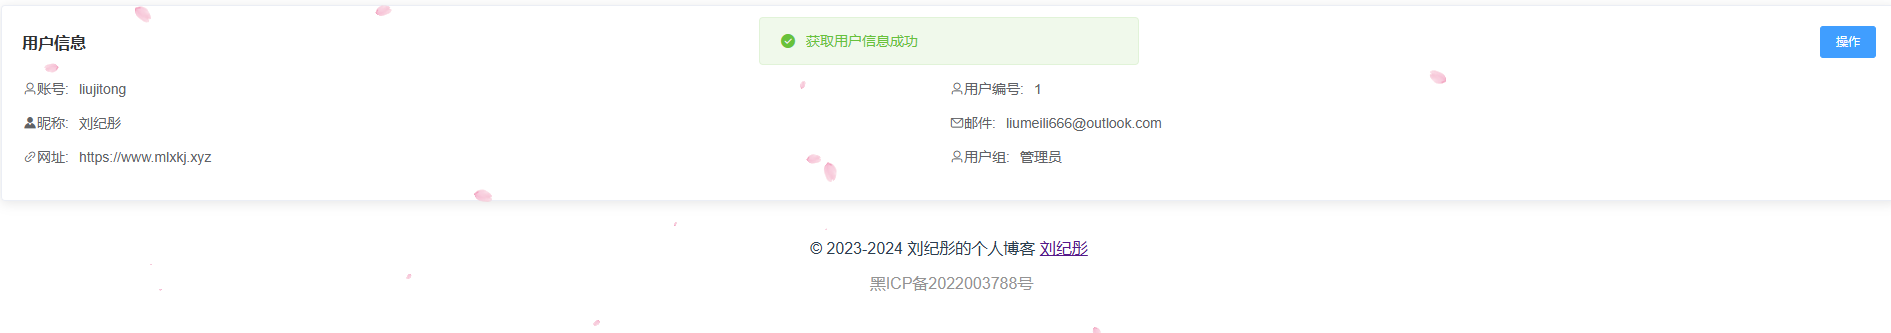 用户信息
获取用户信息成功
操作
账号: liujitong
用户编号: 1
昵称: 刘纪彤
邮件: liumeili666@outlook.com
网址: https://www.mlxkj.xyz
用户组: 管理员
© 2023-2024 刘纪彤的个人博客 刘纪彤
黑ICP备2022003788号